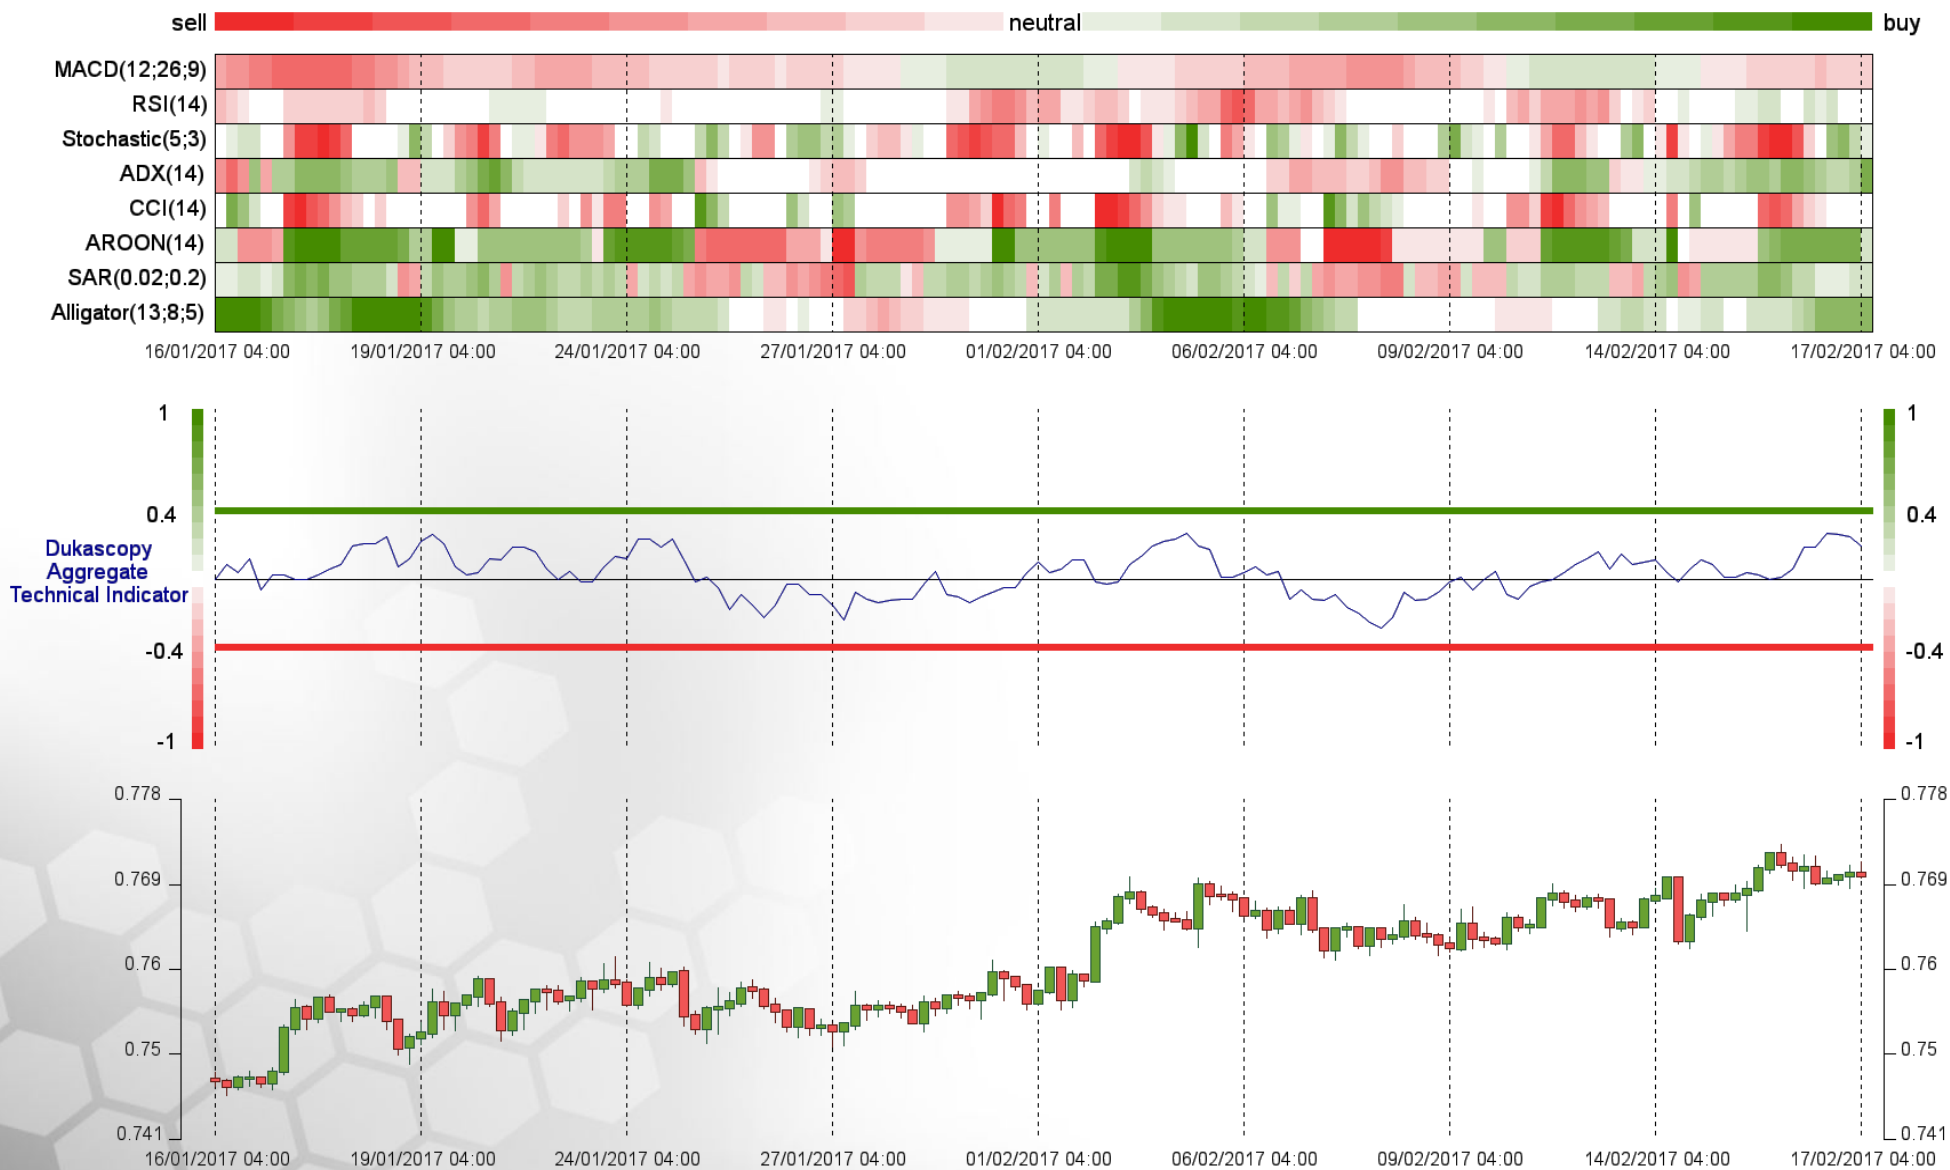 sell neutral buy
MACD(12;26;9)
RSI(14)
Stochastic(5;3)
ADX(14)
CCI(14)
AROON(14)
SAR(0.02;0.2)
Alligator(13;8;5)
16/01/2017 04:00 19/01/2017 04:00 24/01/2017 04:00 27/01/2017 04:00 01/02/2017 04:00 06/02/2017 04:00 09/02/2017 04:00 14/02/2017 04:00 17/02/2017 04:00
1 1
0.4 0.4
Dukascopy
Aggregate
Technical Indicator
-0.4 -0.4
-1 -1
0.778 0.778
0.769 0.769
0.76 0.76
0.75 0.75
0.741 0.741
16/01/2017 04:00 19/01/2017 04:00 24/01/2017 04:00 27/01/2017 04:00 01/02/2017 04:00 06/02/2017 04:00 09/02/2017 04:00 14/02/2017 04:00 17/02/2017 04:00